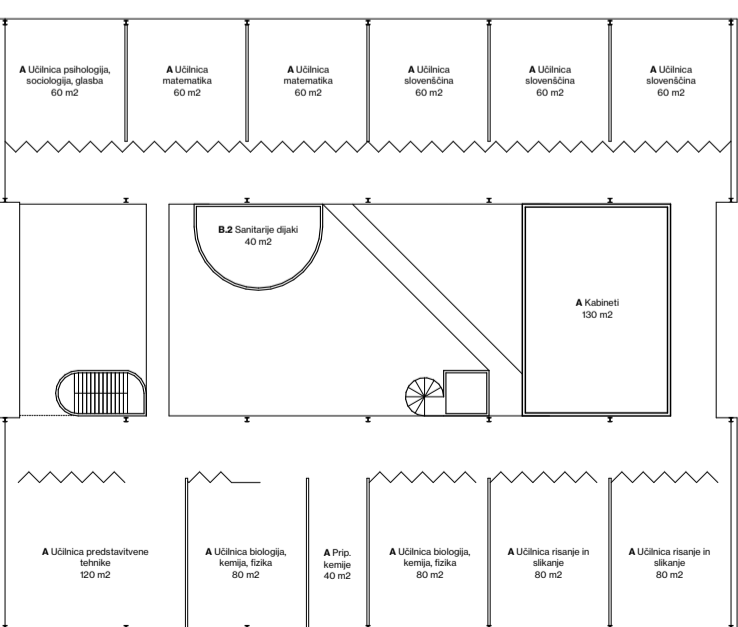 A Učilnica psihologija,
sociologija, glasba
60 m2
A Učilnica
matematika
60 m2
A Učilnica
matematika
60 m2
A Učilnica
slovenščina
60 m2
A Učilnica
slovenščina
60 m2
A Učilnica
slovenščina
60 m2
B.2 Sanitarije dijaki
40 m2
A Kabineti
130 m2
A Učilnica predstavitvene
tehnike
120 m2
A Učilnica biologija,
kemija, fizika
80 m2
A Prip.
kemije
40 m2
A Učilnica biologija,
kemija, fizika
80 m2
A Učilnica risanje in
slikanje
80 m2
A Učilnica risanje in
slikanje
80 m2